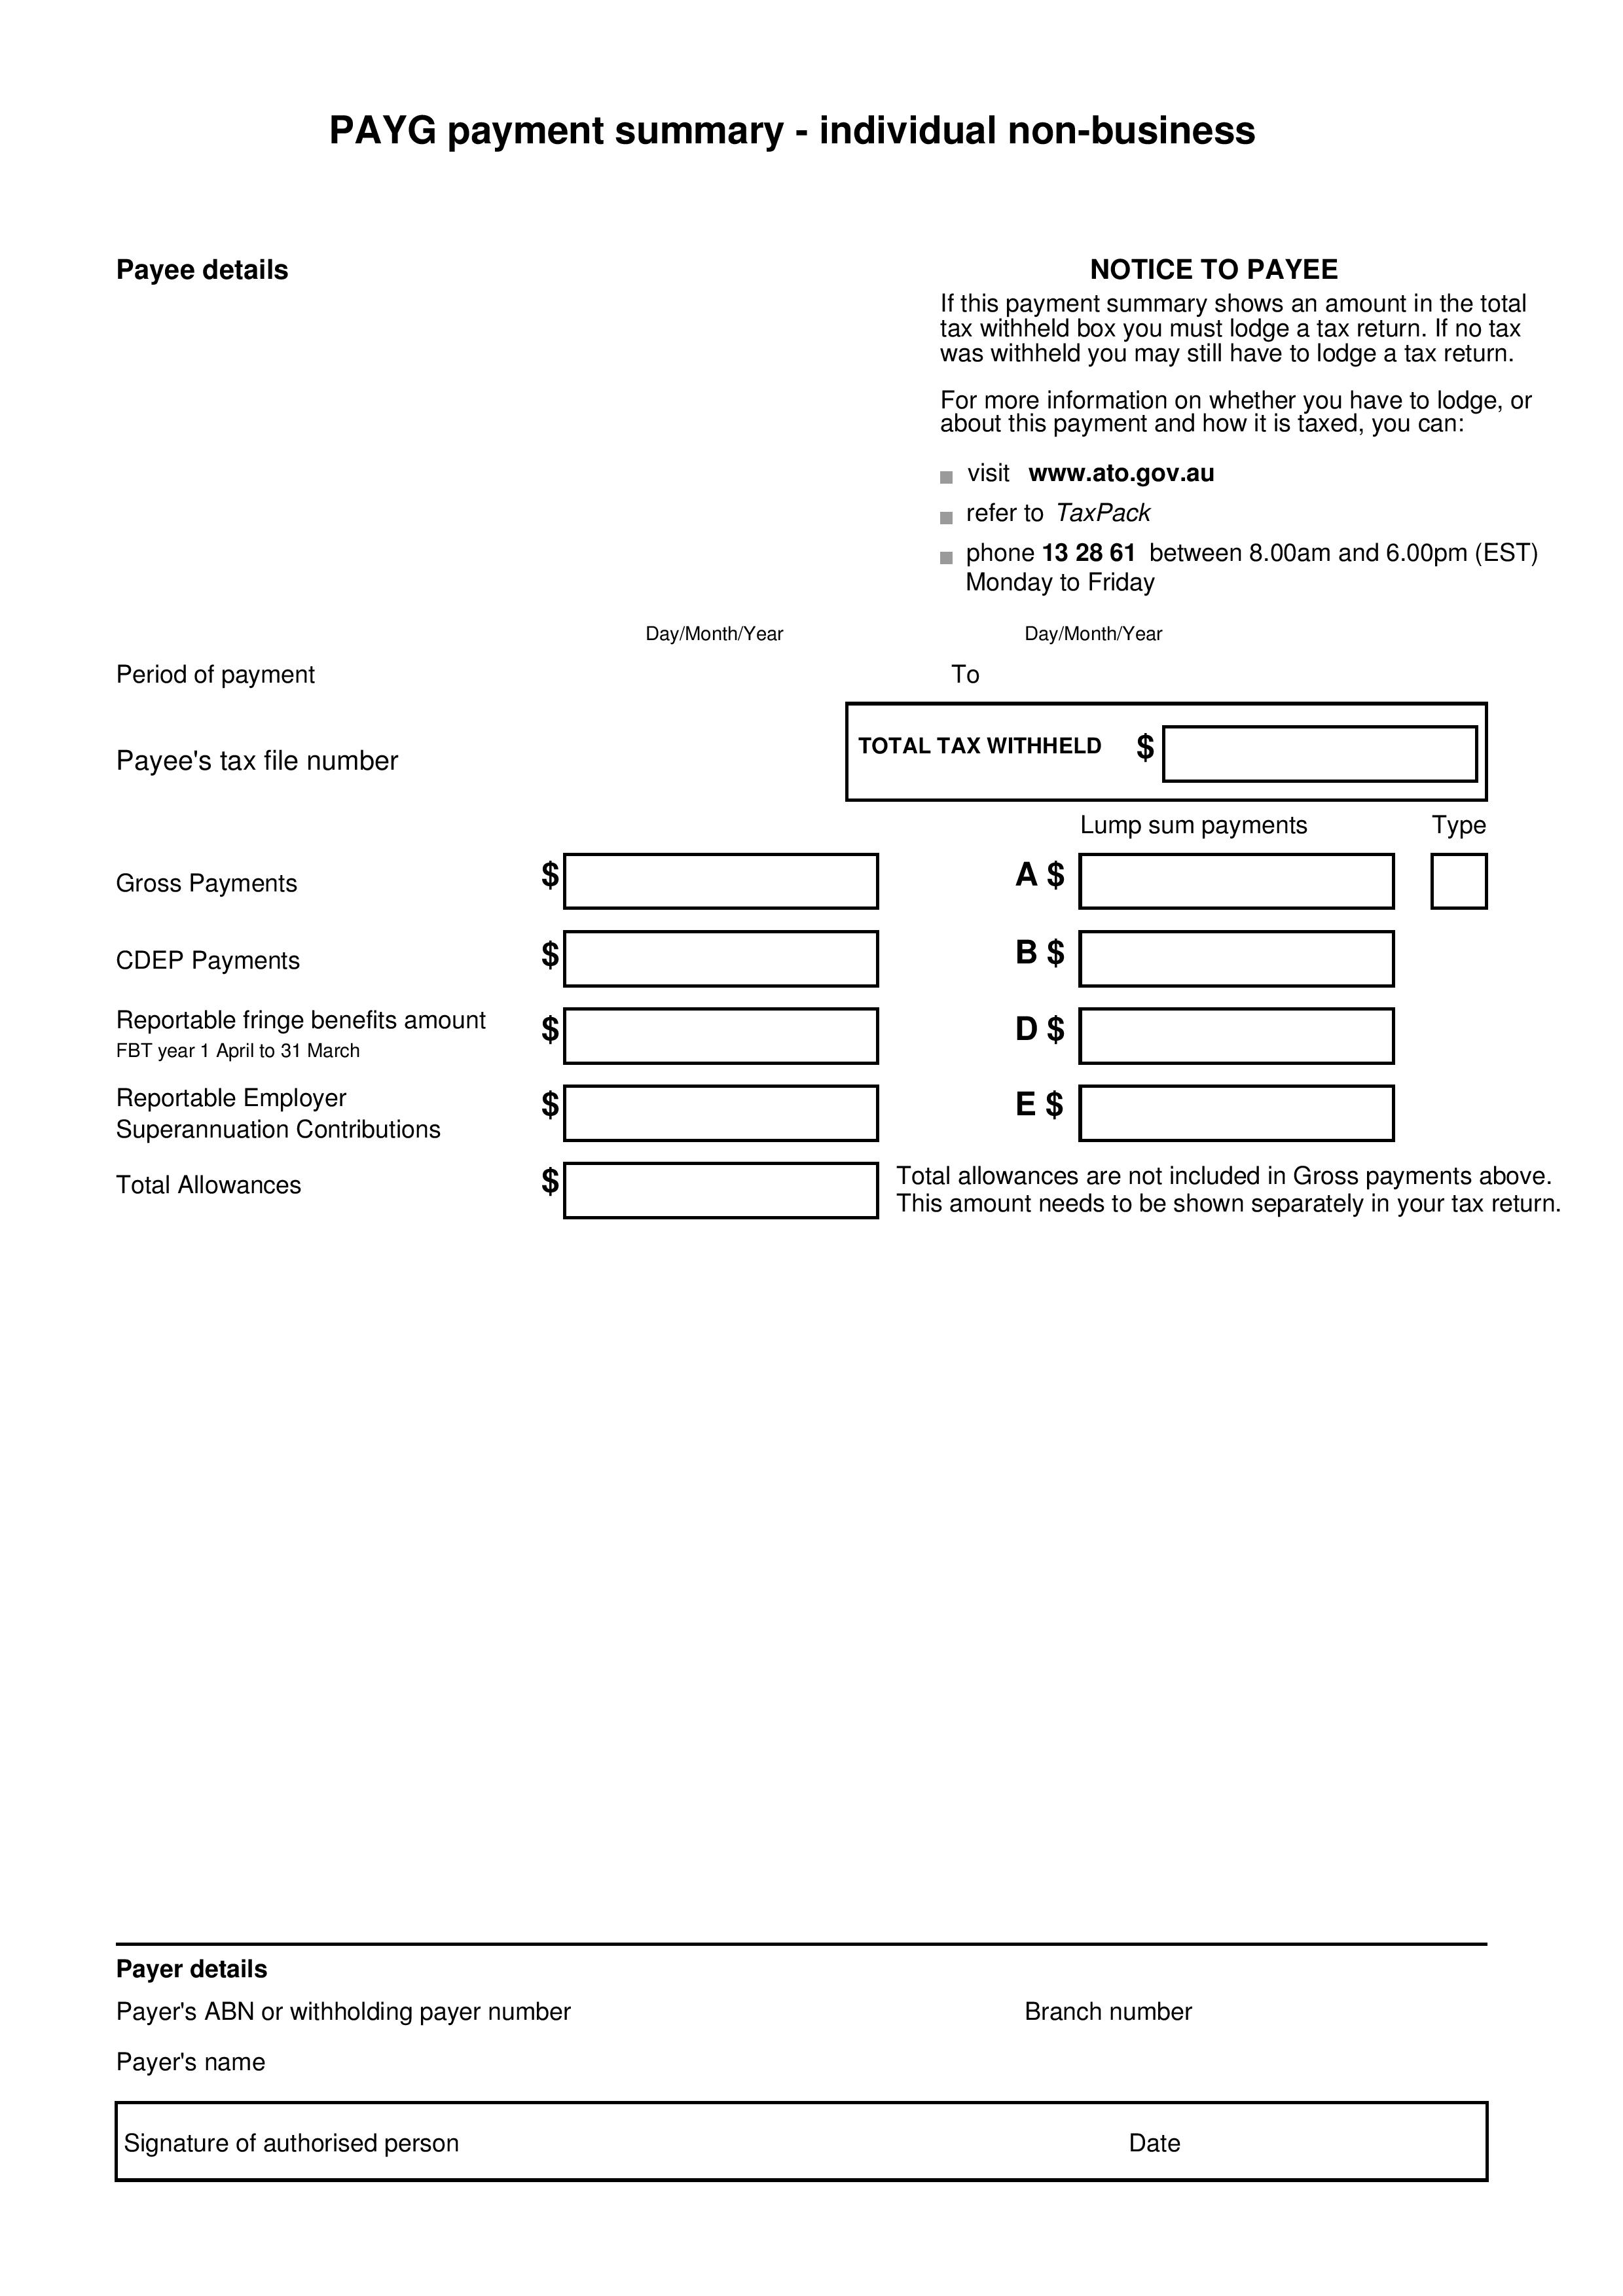 PAYG payment summary - individual non-business
Payee details
NOTICE TO PAYEE
If this payment summary shows an amount in the total
tax withheld box you must lodge a tax return. If no tax
was withheld you may still have to lodge a tax return.
For more information on whether you have to lodge, or
about this payment and how it is taxed, you can:
visit www.ato.gov.au
refer to TaxPack
phone 13 28 61 between 8.00am and 6.00pm (EST)
Monday to Friday
Day/Month/Year Day/Month/Year
Period of payment To
Payee's tax file number
TOTAL TAX WITHHELD $
Lump sum payments Type
Gross Payments $ A $
CDEP Payments $ B $
Reportable fringe benefits amount $ D $
FBT year 1 April to 31 March
Reportable Employer $ E $
Superannuation Contributions
Total Allowances $
Total allowances are not included in Gross payments above.
This amount needs to be shown separately in your tax return.
Payer details
Payer's ABN or withholding payer number Branch number
Payer's name
Signature of authorised person Date